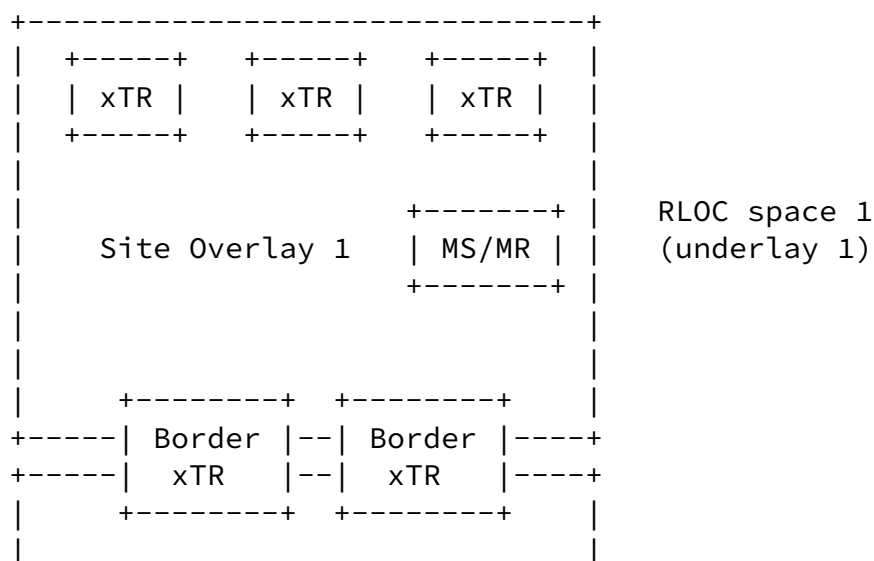 xTR xTR xTR
RLOC space 1
Site Overlay 1 MS/MR (underlay 1)
Border Border
xTR xTR